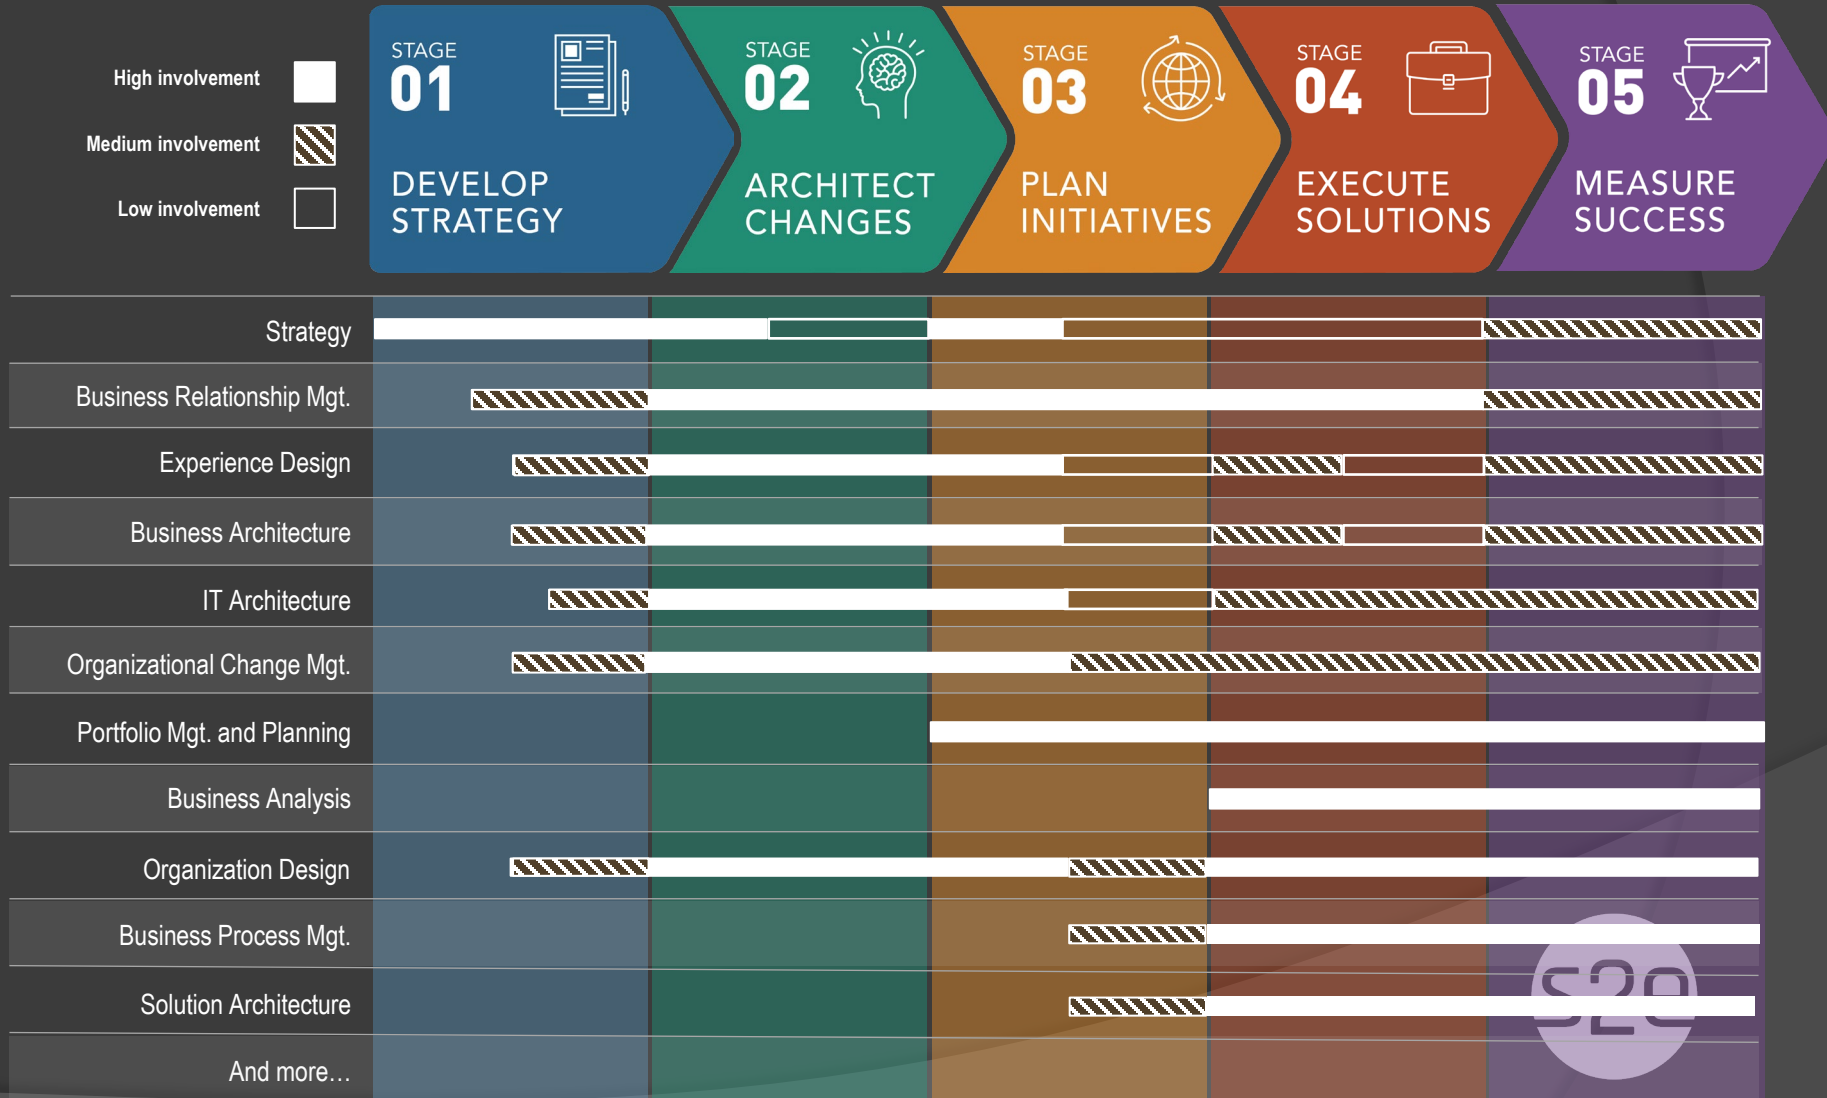 High involvement
Medium involvement
Low involvement
STAGE
01
DEVELOP
STRATEGY
STAGE
02
ARCHITECT
CHANGES
STAGE
03
PLAN
INITIATIVES
STAGE
04
EXECUTE
SOLUTIONS
STAGE
05
MEASURE
SUCCESS
Strategy
Business Relationship Mgt.
Experience Design
Business Architecture
IT Architecture
Organizational Change Mgt.
Portfolio Mgt. and Planning
Business Analysis
Organization Design
Business Process Mgt.
Solution Architecture
And more…
s2e